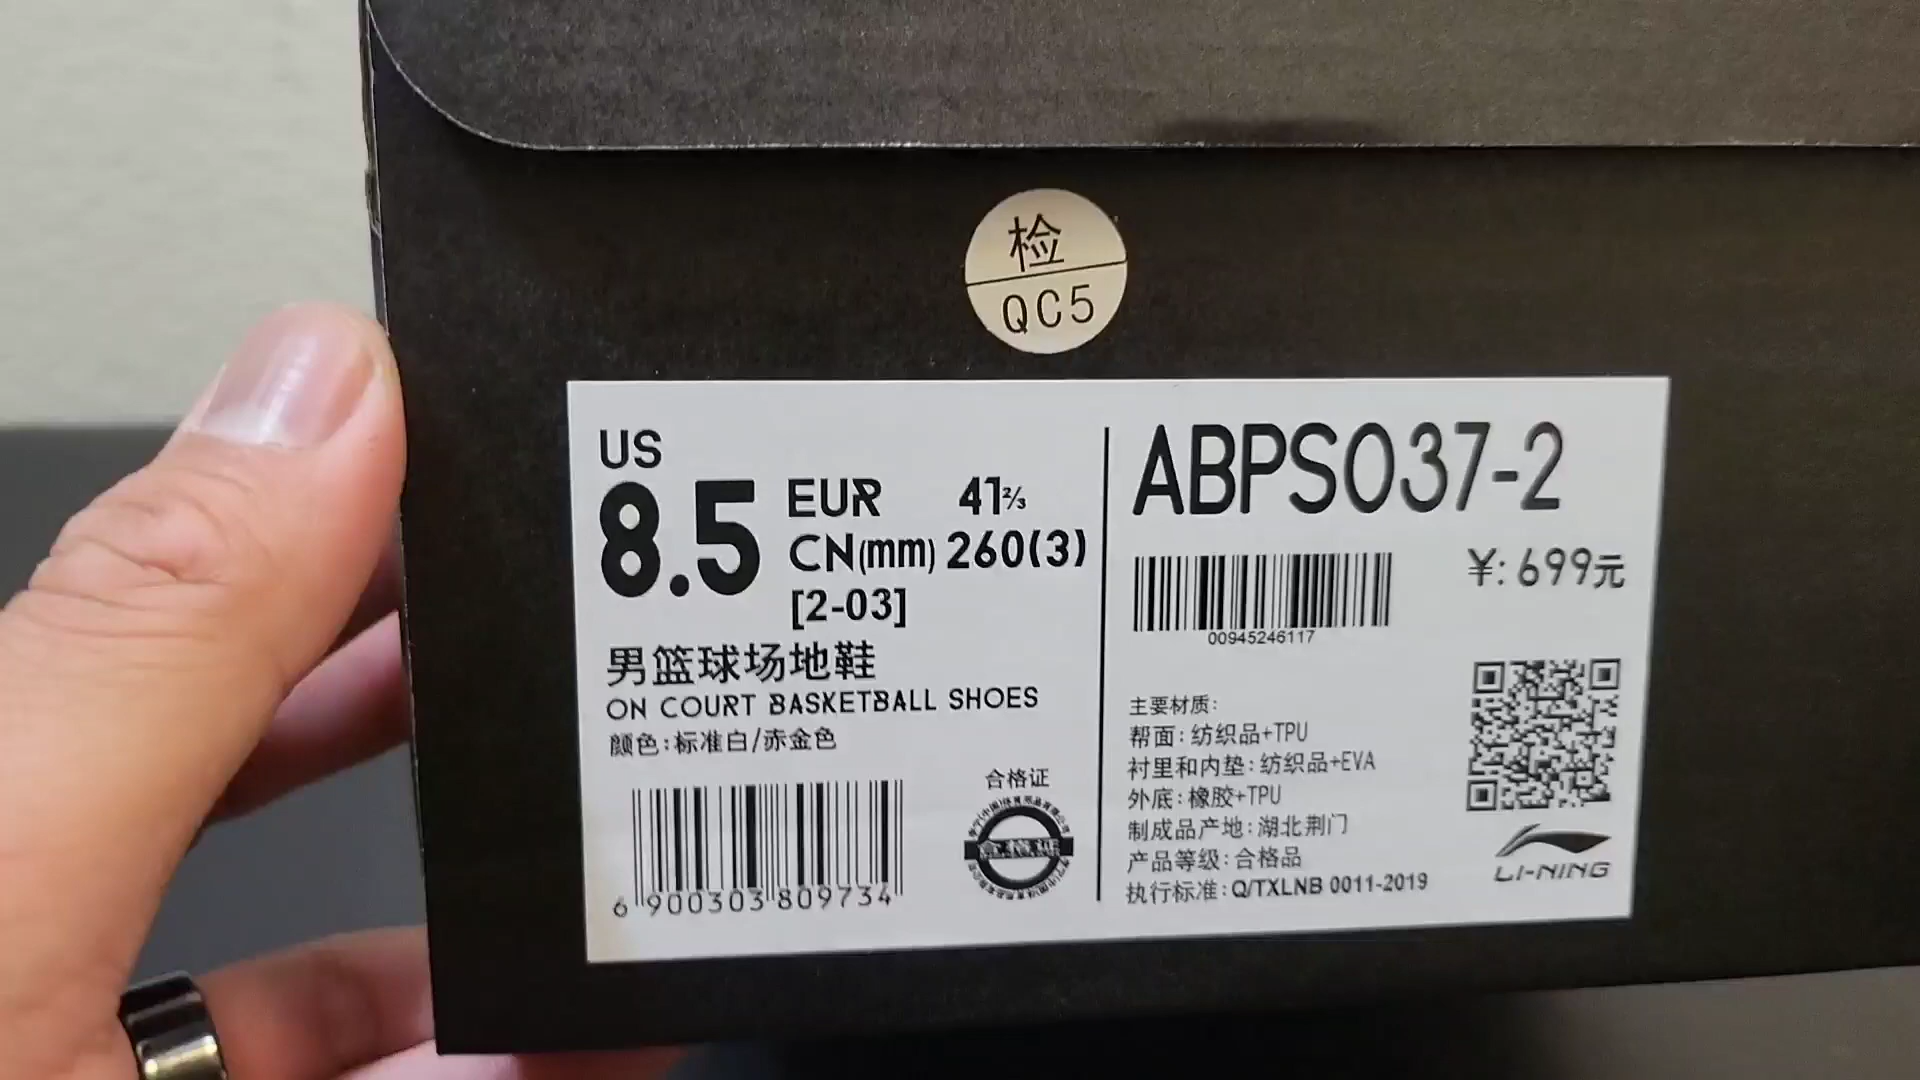 检
QC5
US
8.5
EUR 41⅔
CN(mm) 260(3)
[2-03]
男篮球场地鞋
ON COURT BASKETBALL SHOES
颜色:标准白/赤金色
合格证
6 900303 809734
ABPS037-2
¥: 699元
00945246117
主要材质:
帮面:纺织品+TPU
衬里和内垫:纺织品+EVA
外底:橡胶+TPU
制成品产地:湖北荆门
产品等级:合格品
执行标准:Q/TXLNB 0011-2019
LI-NING